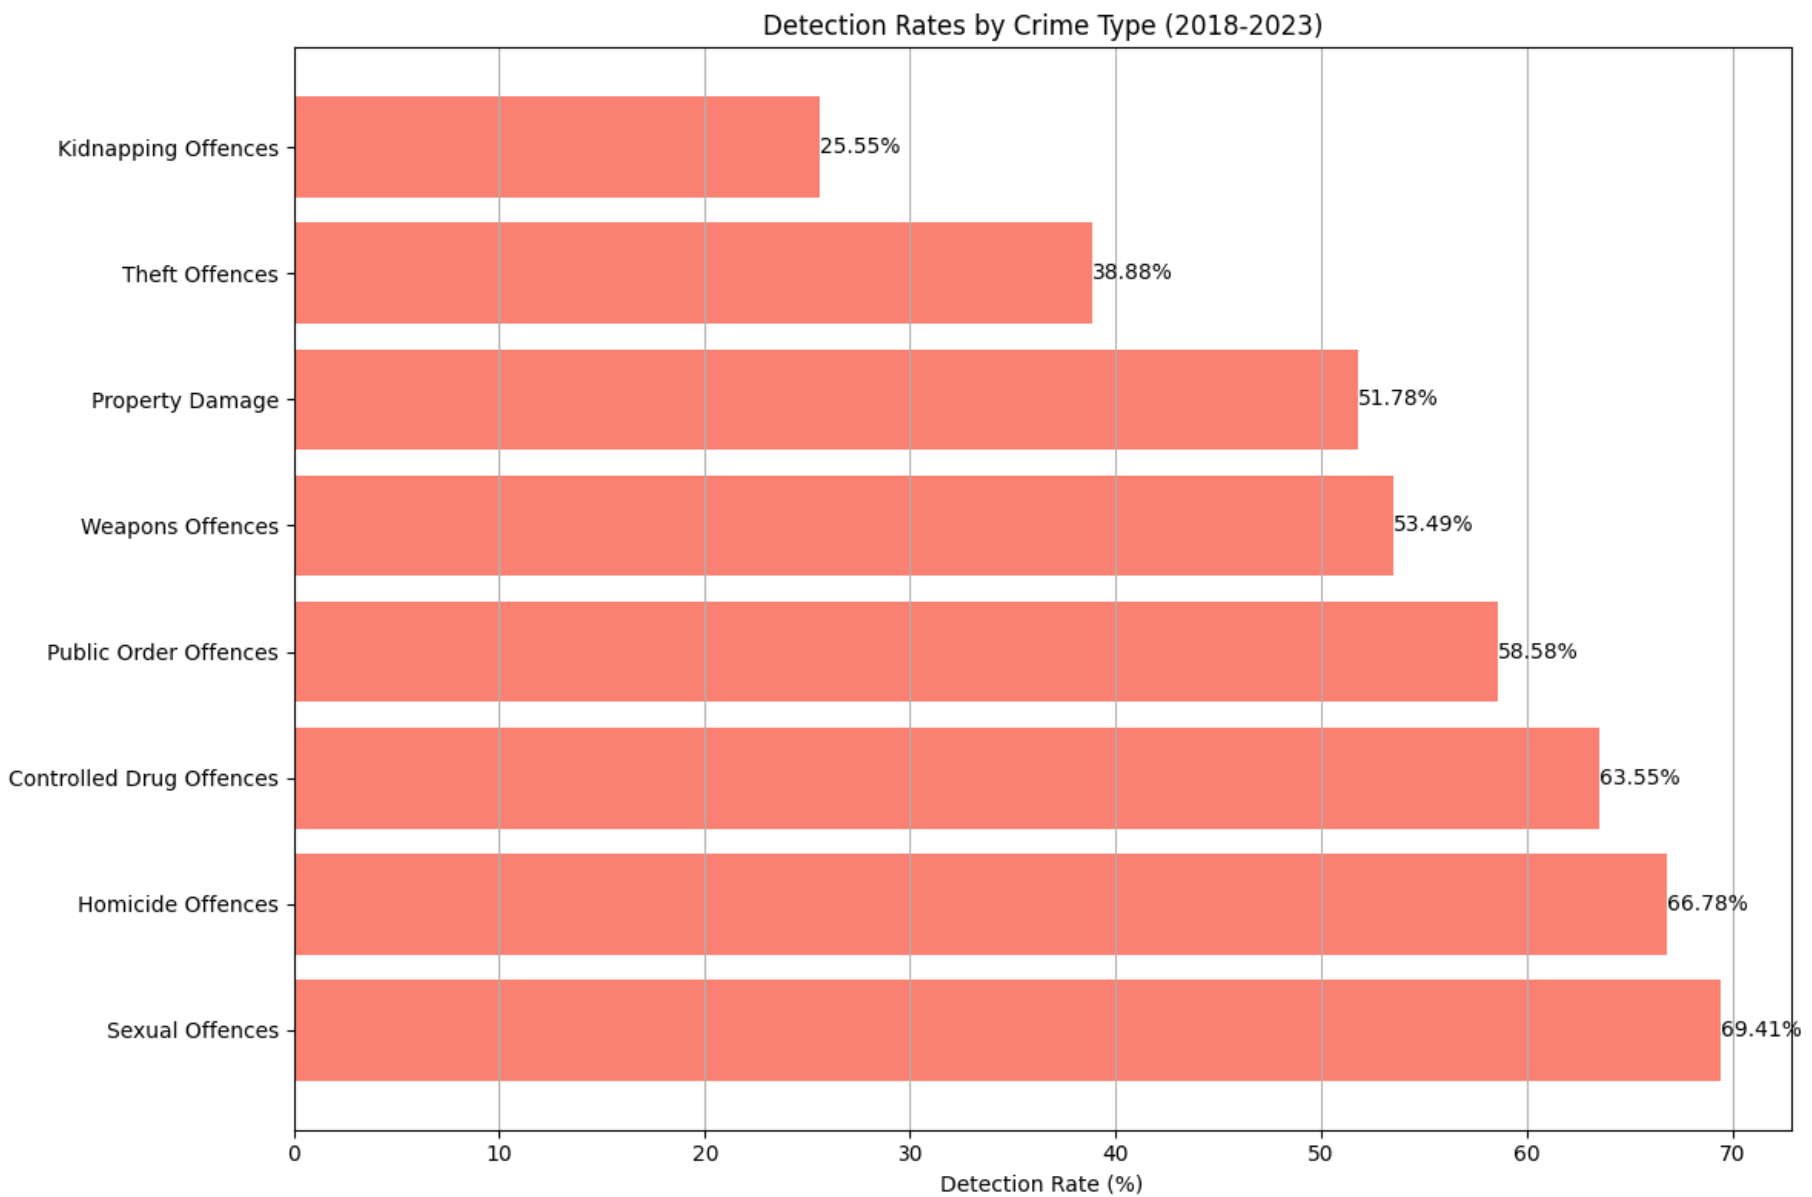 Detection Rates by Crime Type (2018-2023)
Kidnapping Offences 25.55%
Theft Offences 38.88%
Property Damage 51.78%
Weapons Offences 53.49%
Public Order Offences 58.58%
Controlled Drug Offences 63.55%
Homicide Offences 66.78%
Sexual Offences 69.41%
0 10 20 30 40 50 60 70
Detection Rate (%)